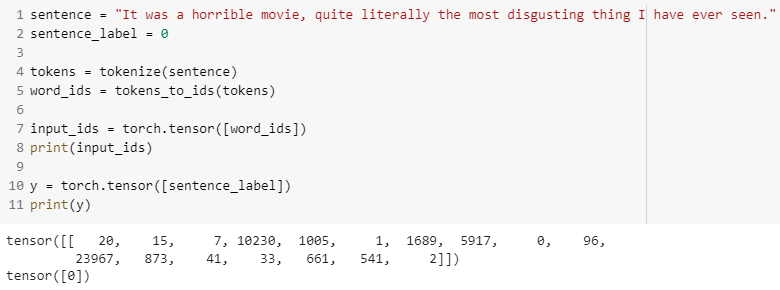 1 sentence = "It was a horrible movie, quite literally the most disgusting thing I have ever seen."
2 sentence_label = 0
3
4 tokens = tokenize(sentence)
5 word_ids = tokens_to_ids(tokens)
6
7 input_ids = torch.tensor([word_ids])
8 print(input_ids)
9
10 y = torch.tensor([sentence_label])
11 print(y)
tensor([[   20,    15,     7, 10230,  1005,     1,  1689,  5917,     0,    96,
         23967,   873,    41,    33,   661,   541,     2]])
tensor([0])